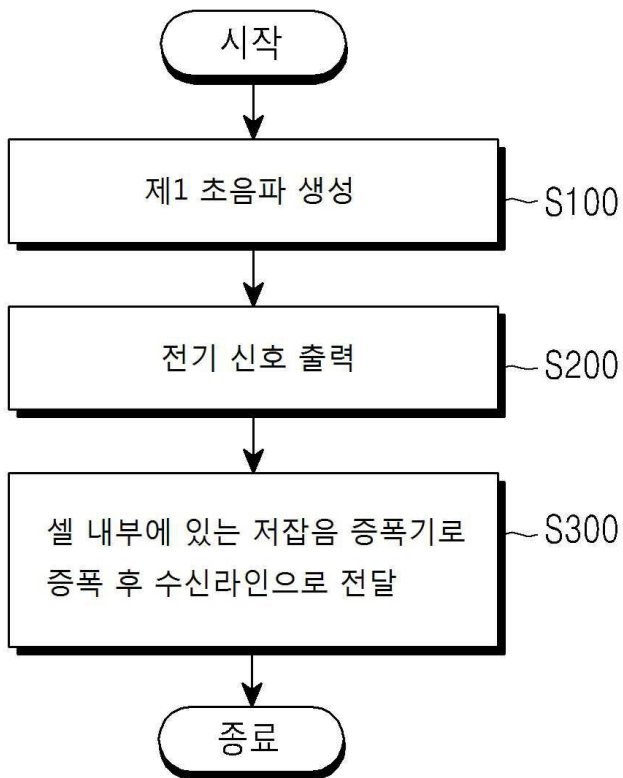 시작
제1 초음파 생성
S100
전기 신호 출력
S200
셀 내부에 있는 저잡음 증폭기로
증폭 후 수신라인으로 전달
S300
종료